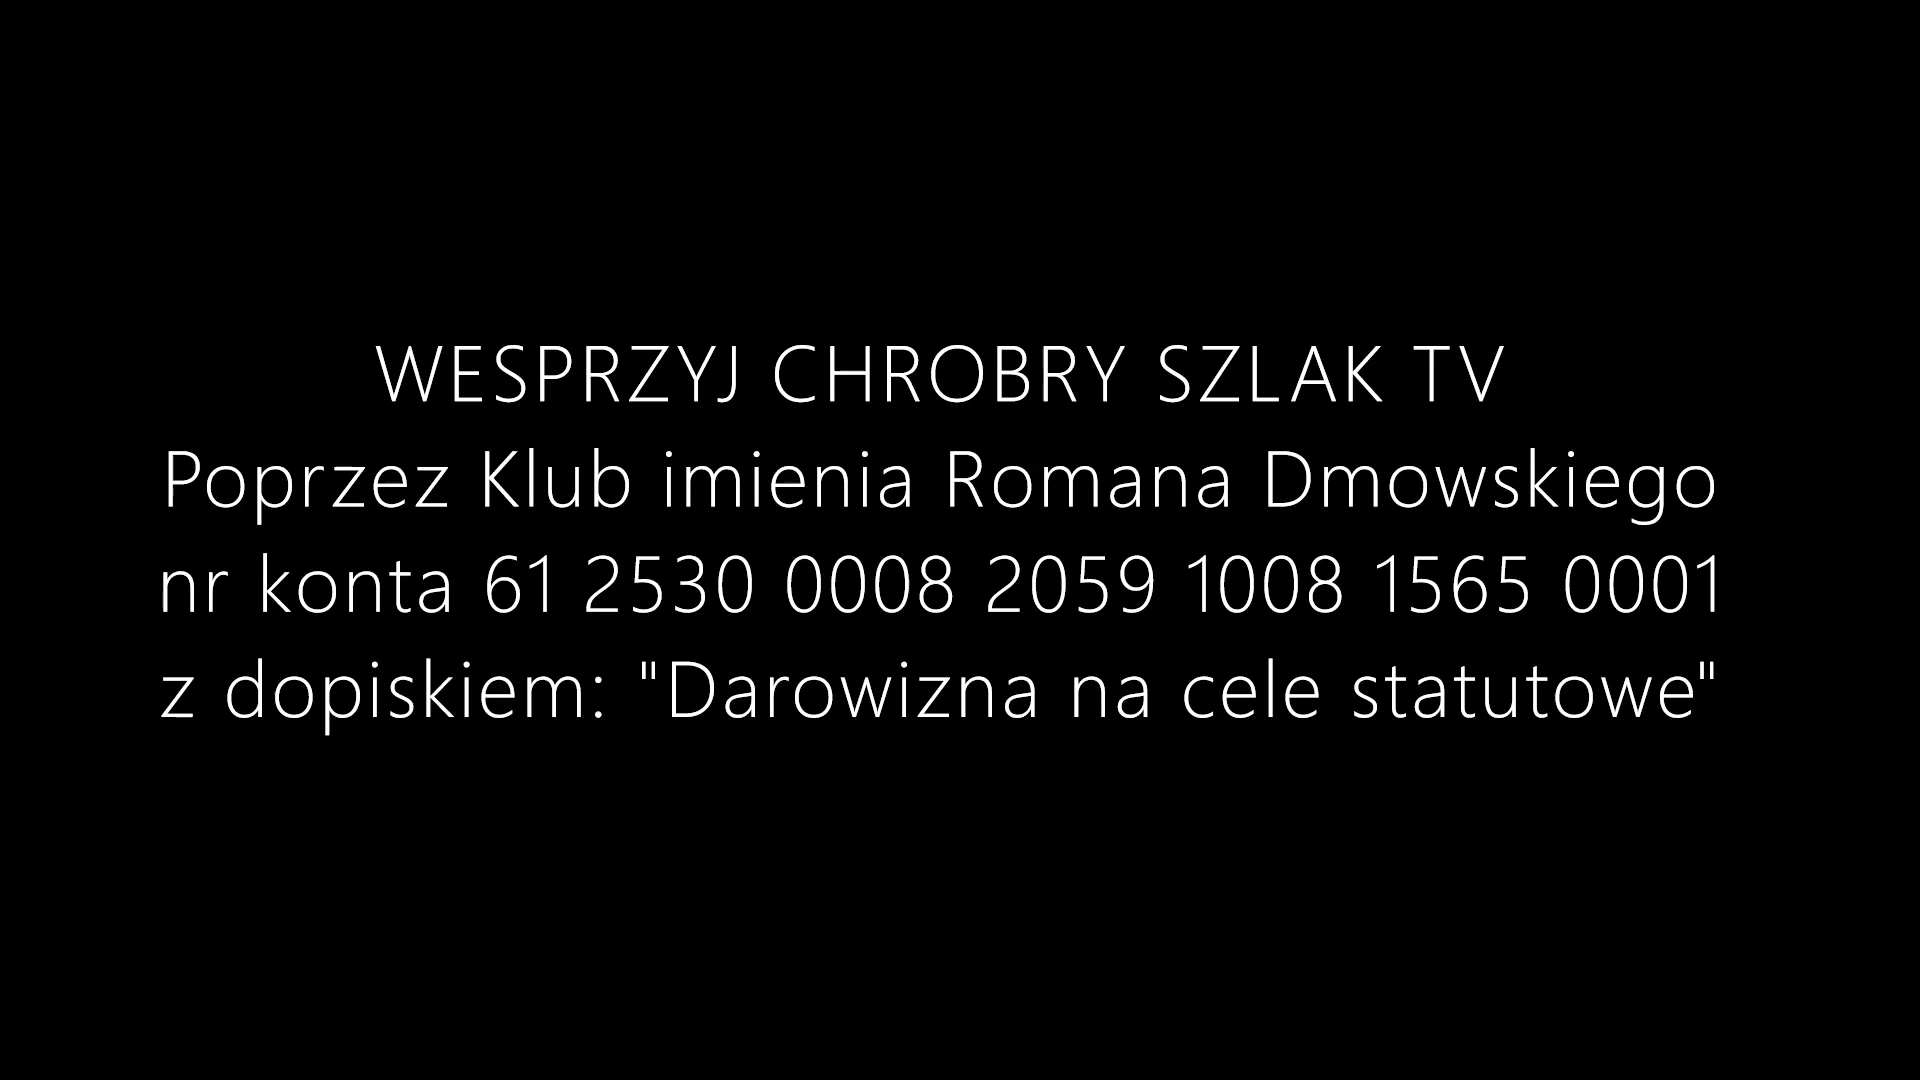 WESPRZYJ CHROBRY SZLAK TV
Poprzez Klub imienia Romana Dmowskiego
nr konta 61 2530 0008 2059 1008 1565 0001
z dopiskiem: "Darowizna na cele statutowe"